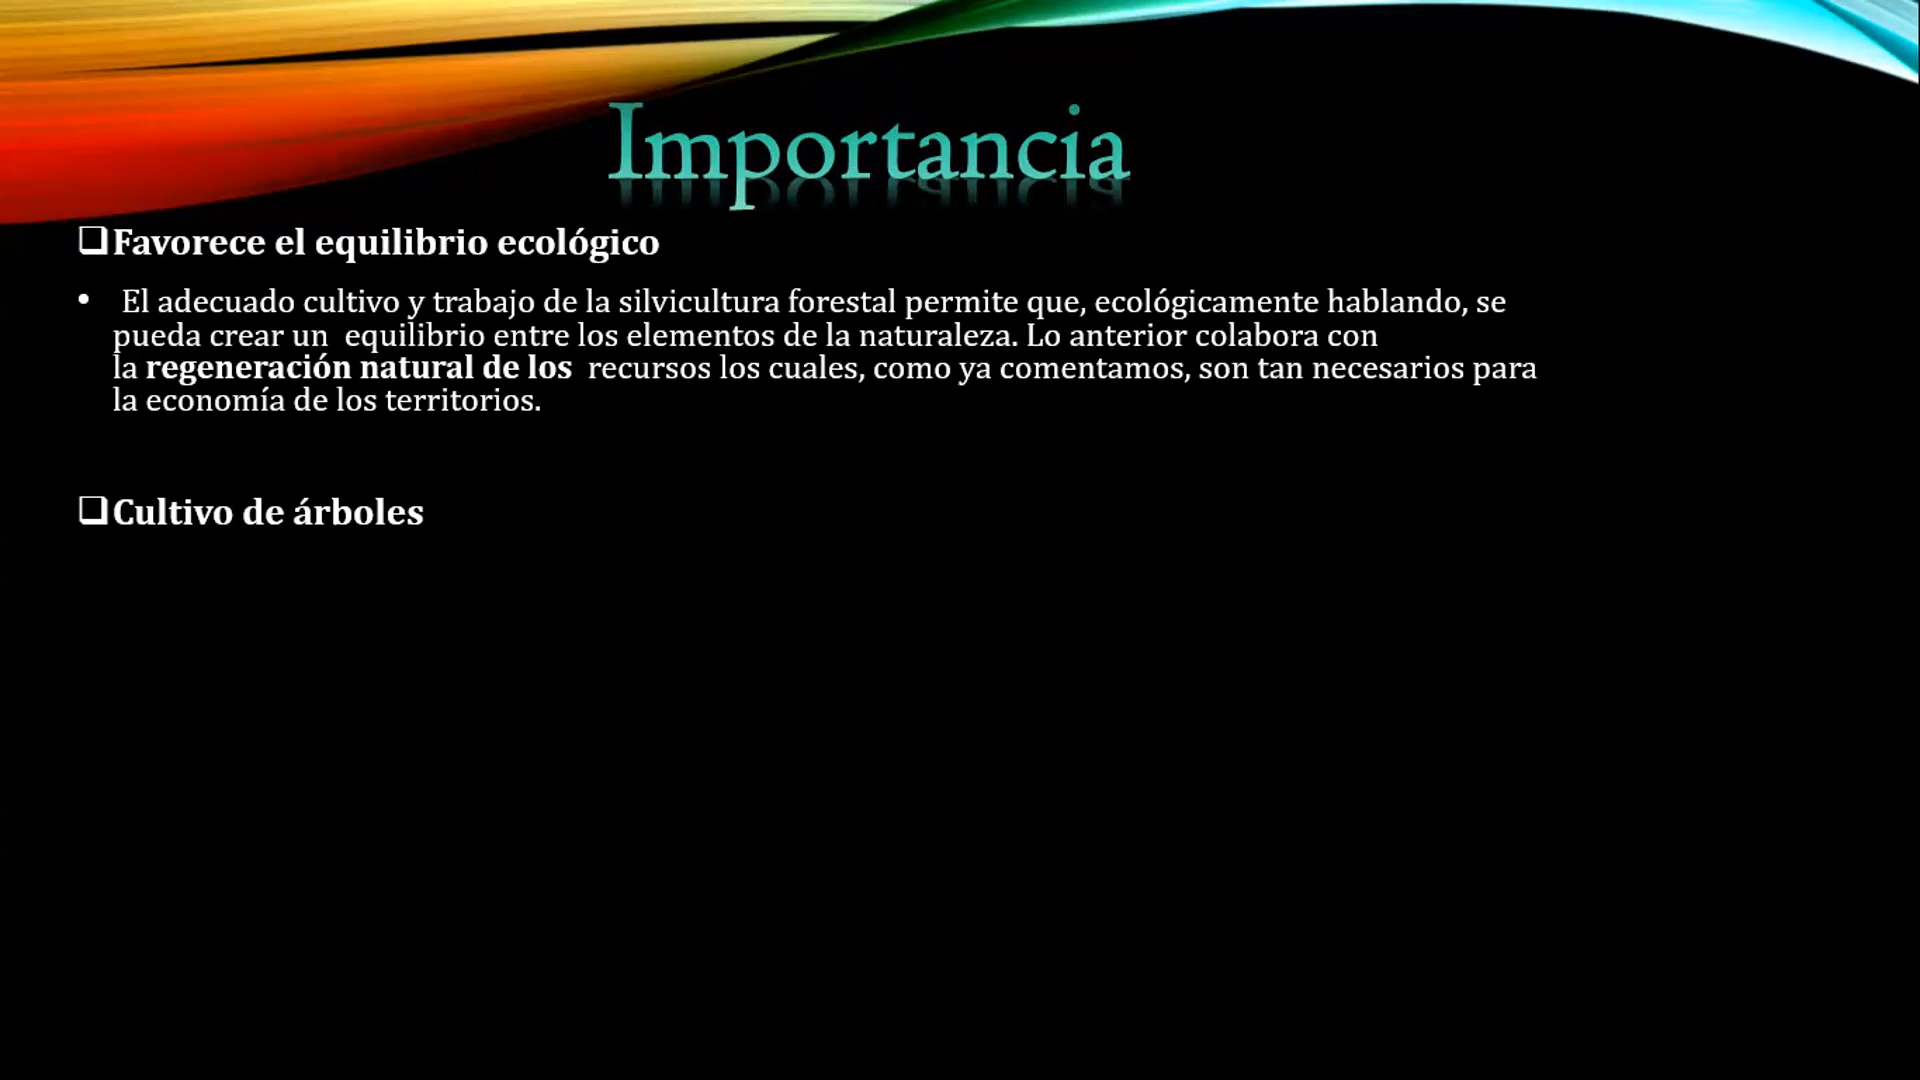 Importancia
❑Favorece el equilibrio ecológico
• El adecuado cultivo y trabajo de la silvicultura forestal permite que, ecológicamente hablando, se
pueda crear un  equilibrio entre los elementos de la naturaleza. Lo anterior colabora con
la regeneración natural de los  recursos los cuales, como ya comentamos, son tan necesarios para
la economía de los territorios.
❑Cultivo de árboles